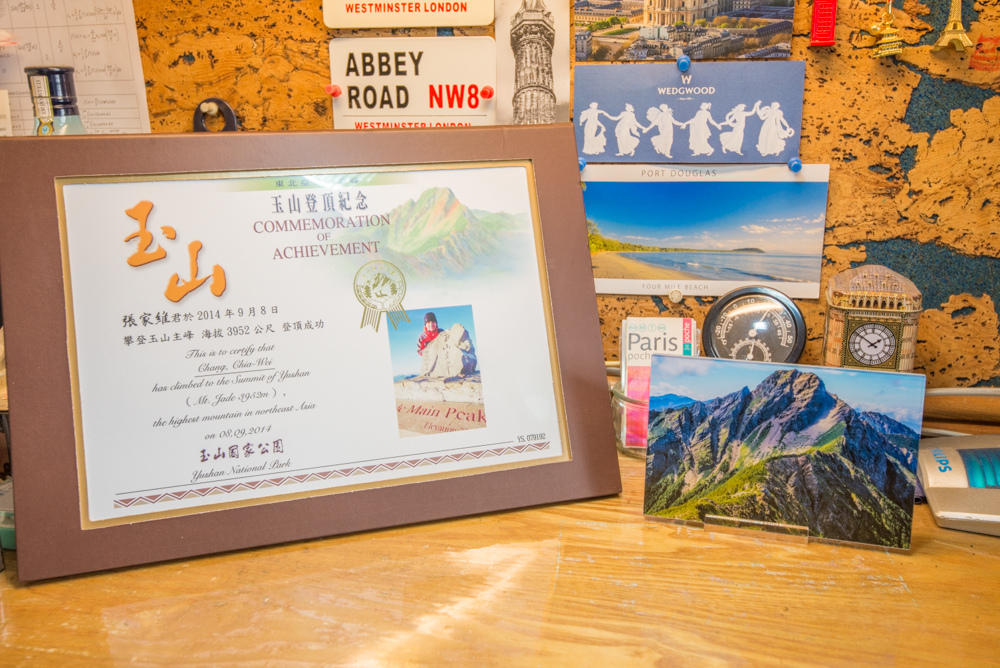 WESTMINSTER LONDON
ABBEY
ROAD NW8
WESTMINSTER LONDON
W
WEDGWOOD
PORT DOUGLAS
FOUR MILE BEACH
Paris
poche
PHILIPS
玉山
玉山登頂紀念
COMMEMORATION
OF
ACHIEVEMENT
張家維君於 2014 年 9 月 8 日
攀登玉山主峰 海拔 3952 公尺 登頂成功
This is to certify that
Chang, Chia-Wei
has climbed to the Summit of Yushan
( Mt. Jade 3952m ) ,
the highest mountain in northeast Asia
on 08,09,2014
玉山國家公園
Yushan National Park
Main Peak
YS, 079192